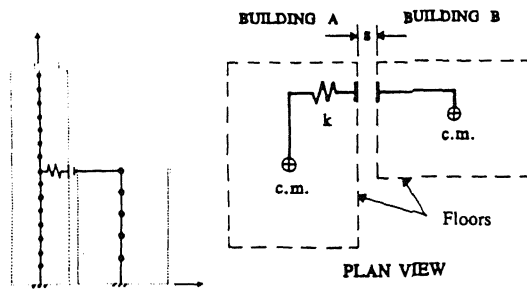 BUILDING A
BUILDING B
s
k
c.m.
c.m.
Floors
PLAN VIEW